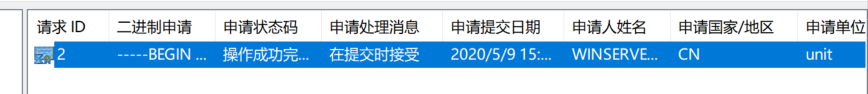 请求 ID 二进制申请 申请状态码 申请处理消息 申请提交日期 申请人姓名 申请国家/地区 申请单位
2 -----BEGIN ... 操作成功完... 在提交时接受 2020/5/9 15:... WINSERVE... CN unit